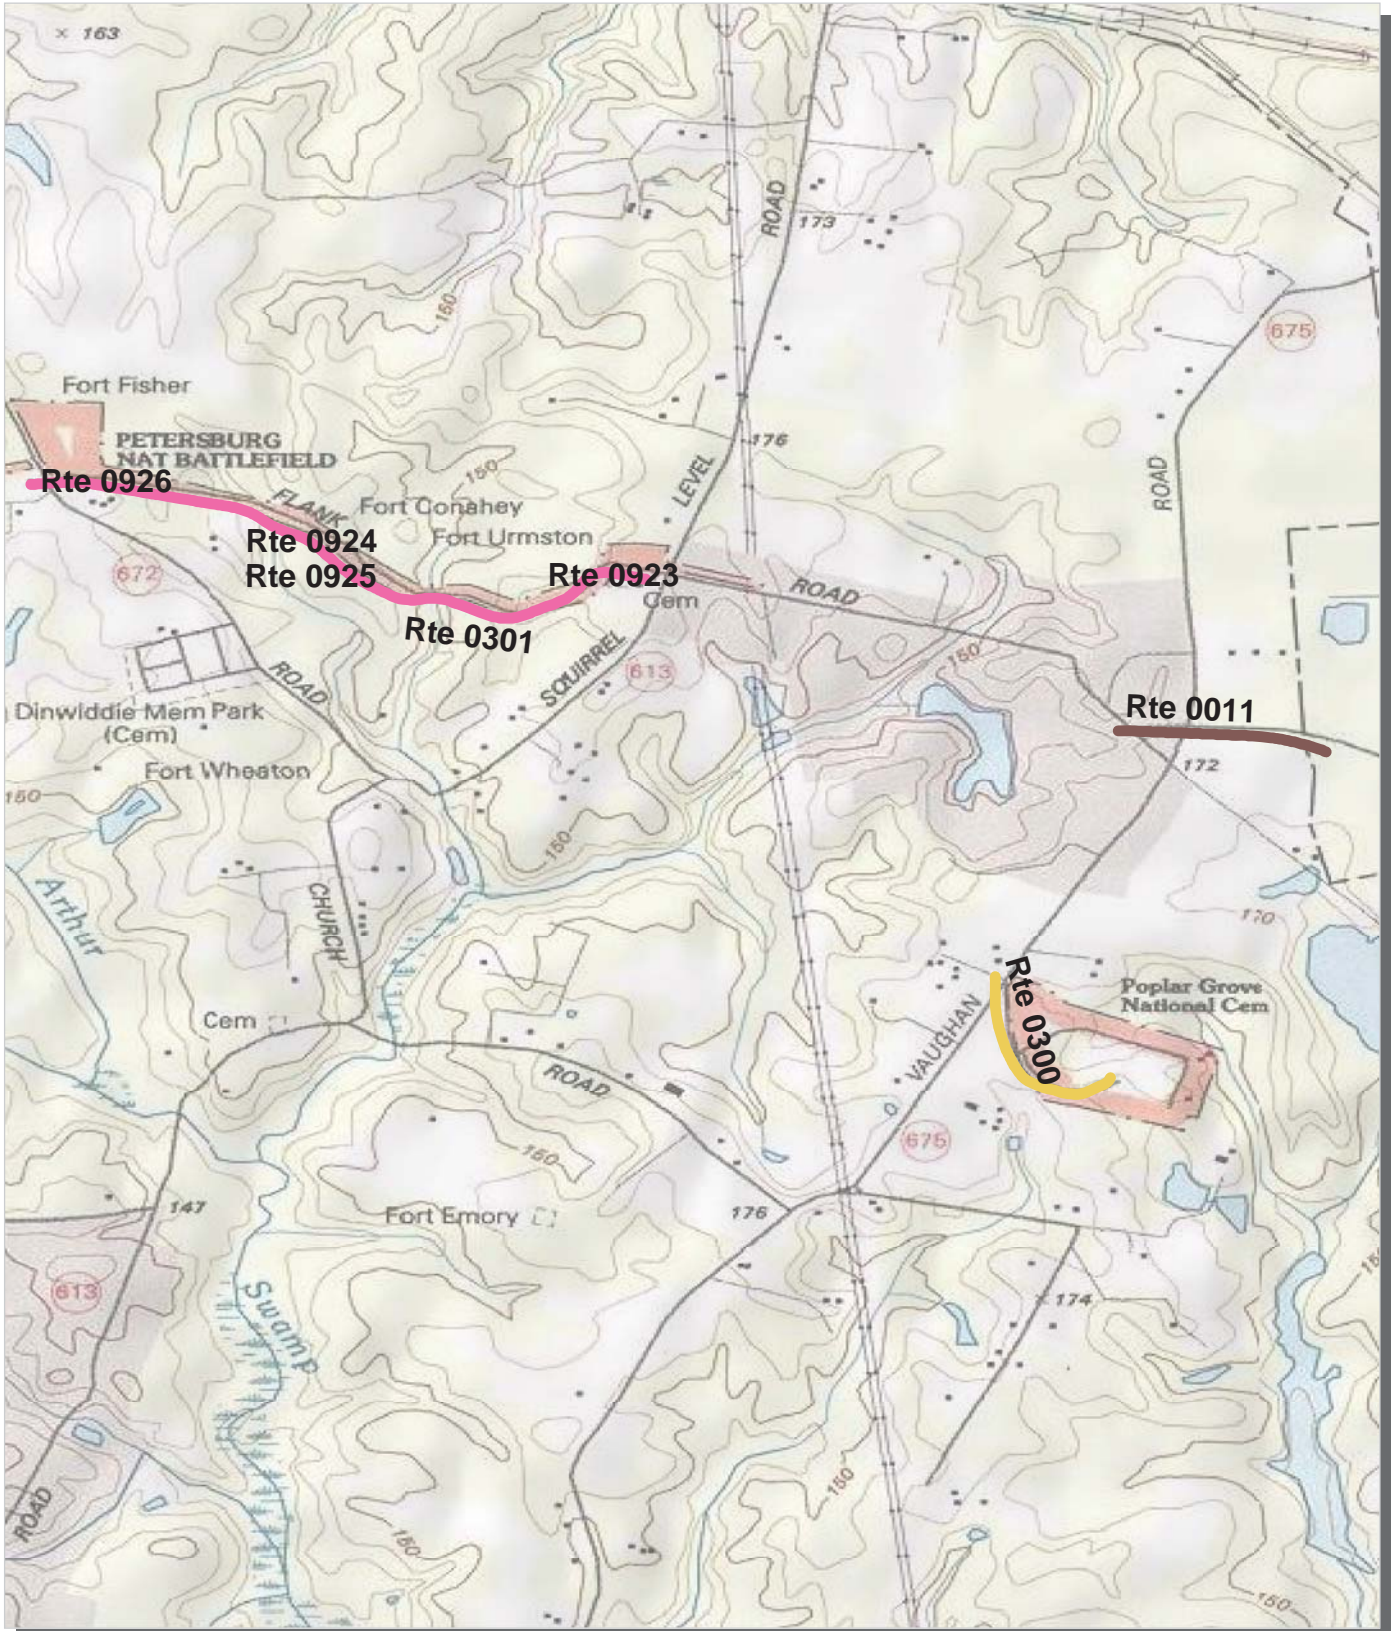 163
ROAD
173
150
675
Fort Fisher
PETERSBURG
NAT BATTLEFIELD
176
LEVEL
ROAD
150
Rte 0926
FLANK
Fort Conahey
Fort Urmston
Rte 0924
Rte 0925
Rte 0923
672
Cem
ROAD
Rte 0301
150
SQUIRREL
613
ROAD
Dinwiddie Mem Park
(Cem)
Rte 0011
Fort Wheaton
172
150
150
Arthur
CHURCH
170
Rte 0300
Poplar Grove
National Cem
VAUGHAN
Cem
ROAD
675
150
147
Fort Emory
176
613
Swamp
174
150
ROAD
150
150